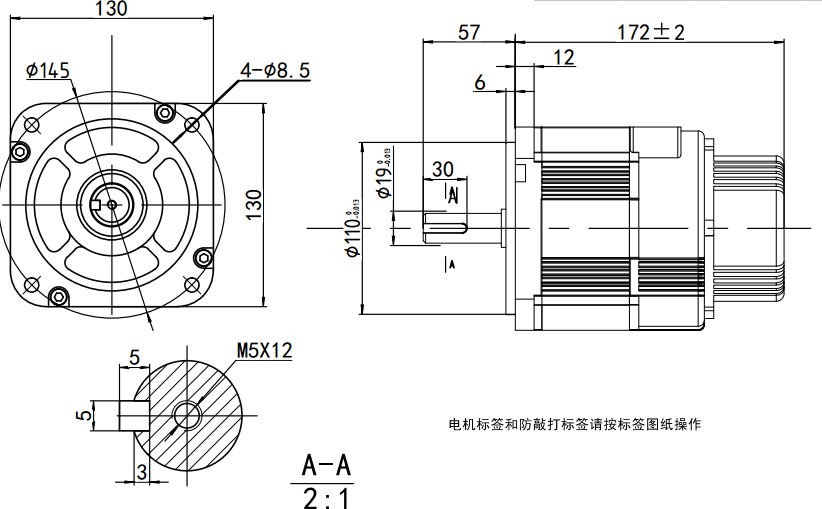 130
57
172±2
12
Φ145
4-Φ8.5
6
130
Φ19 0 -0.013
30
A
A
Φ110 0 -0.013
5
M5X12
5
3
A-A
2:1
电机标签和防敲打标签请按标签图纸操作